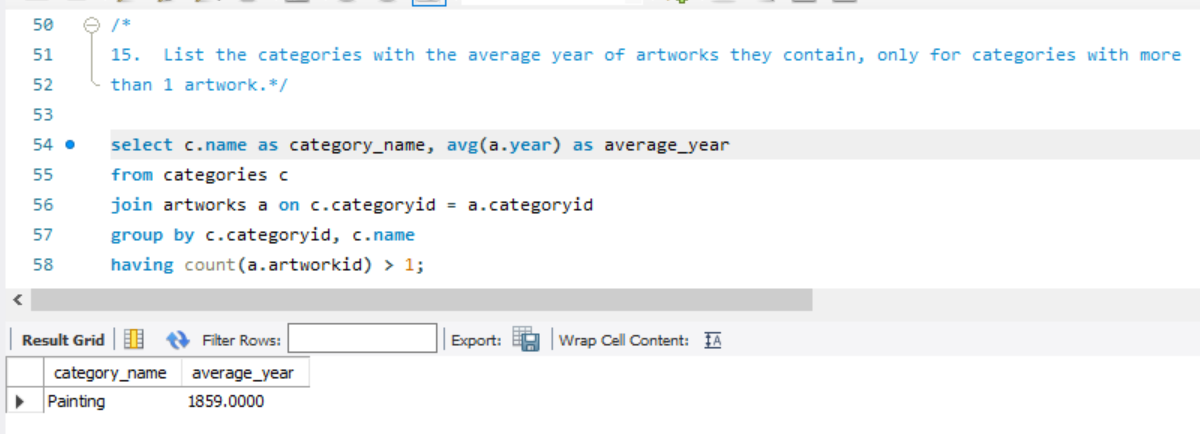 50 /*
51 15. List the categories with the average year of artworks they contain, only for categories with more
52 than 1 artwork.*/
53
54 select c.name as category_name, avg(a.year) as average_year
55 from categories c
56 join artworks a on c.categoryid = a.categoryid
57 group by c.categoryid, c.name
58 having count(a.artworkid) > 1;
Result Grid Filter Rows: Export: Wrap Cell Content: IA
category_name average_year
Painting 1859.0000